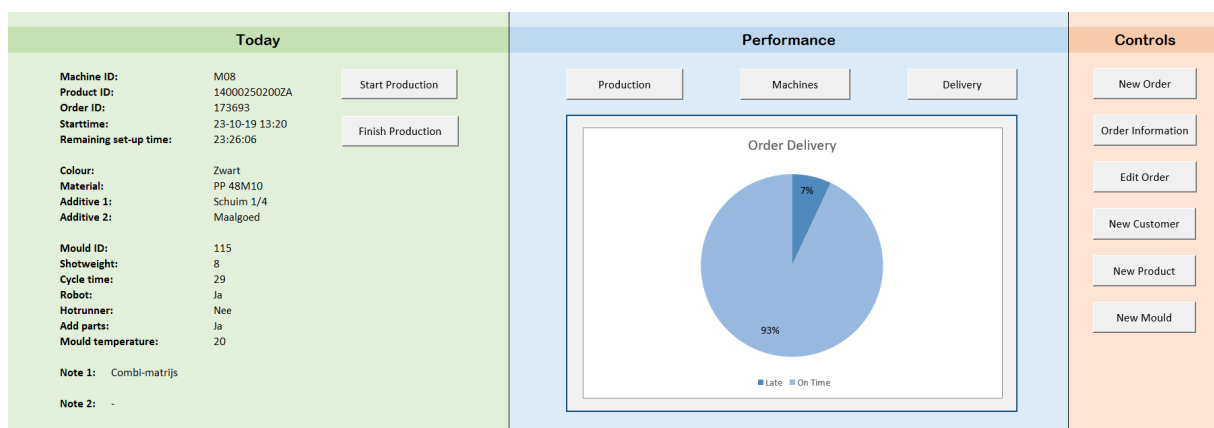 Today
Machine ID: M08
Product ID: 14000250200ZA
Order ID: 173693
Starttime: 23-10-19 13:20
Remaining set-up time: 23:26:06
Colour: Zwart
Material: PP 48M10
Additive 1: Schuim 1/4
Additive 2: Maalgoed
Mould ID: 115
Shotweight: 8
Cycle time: 29
Robot: Ja
Hotrunner: Nee
Add parts: Ja
Mould temperature: 20
Note 1: Combi-matrijs
Note 2: -
Start Production
Finish Production
Performance
Production Machines Delivery
Order Delivery
7%
93%
Late On Time
Controls
New Order
Order Information
Edit Order
New Customer
New Product
New Mould